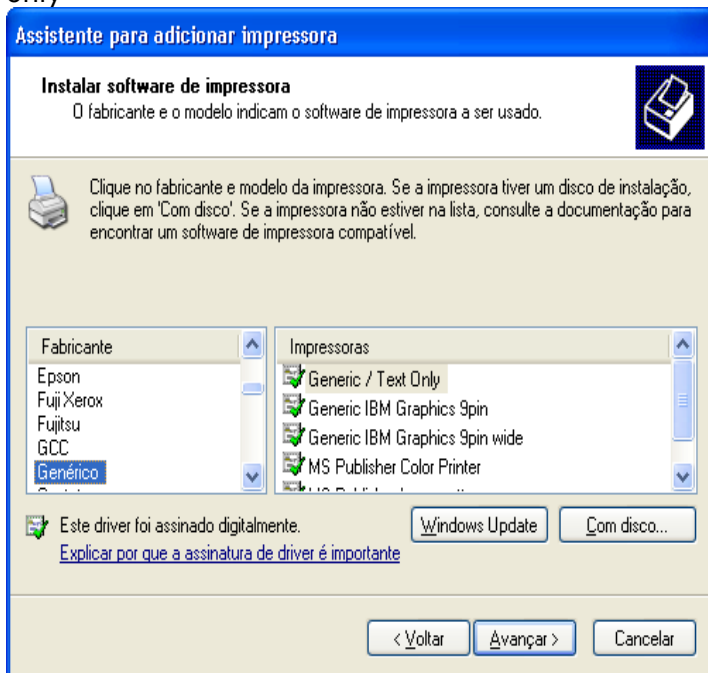 only
Assistente para adicionar impressora
Instalar software de impressora
O fabricante e o modelo indicam o software de impressora a ser usado.
Clique no fabricante e modelo da impressora. Se a impressora tiver um disco de instalação,
clique em 'Com disco'. Se a impressora não estiver na lista, consulte a documentação para
encontrar um software de impressora compatível.
Fabricante
Epson
Fuji Xerox
Fujitsu
GCC
Genérico
Impressoras
Generic / Text Only
Generic IBM Graphics 9pin
Generic IBM Graphics 9pin wide
MS Publisher Color Printer
Este driver foi assinado digitalmente.
Explicar por que a assinatura de driver é importante
Windows Update
Com disco...
< Voltar
Avançar >
Cancelar